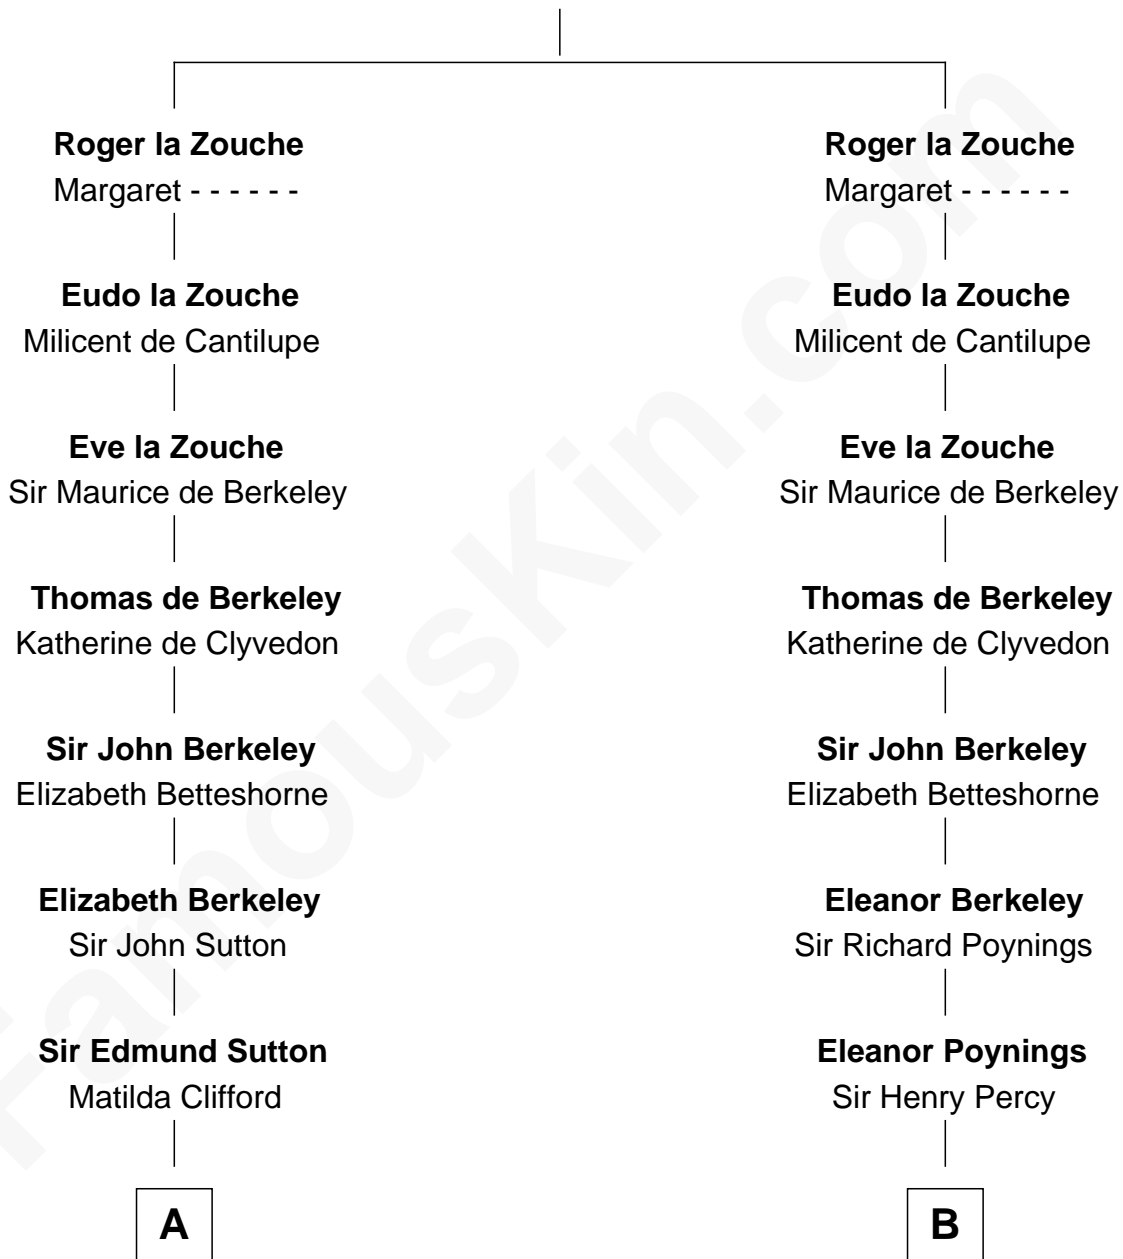 Roger la Zouche
Margaret - - - - - -
Eudo la Zouche
Milicent de Cantilupe
Eve la Zouche
Sir Maurice de Berkeley
Thomas de Berkeley
Katherine de Clyvedon
Sir John Berkeley
Elizabeth Betteshorne
Elizabeth Berkeley
Sir John Sutton
Sir Edmund Sutton
Matilda Clifford
A
Roger la Zouche
Margaret - - - - - -
Eudo la Zouche
Milicent de Cantilupe
Eve la Zouche
Sir Maurice de Berkeley
Thomas de Berkeley
Katherine de Clyvedon
Sir John Berkeley
Elizabeth Betteshorne
Eleanor Berkeley
Sir Richard Poynings
Eleanor Poynings
Sir Henry Percy
B
FamousKin.com